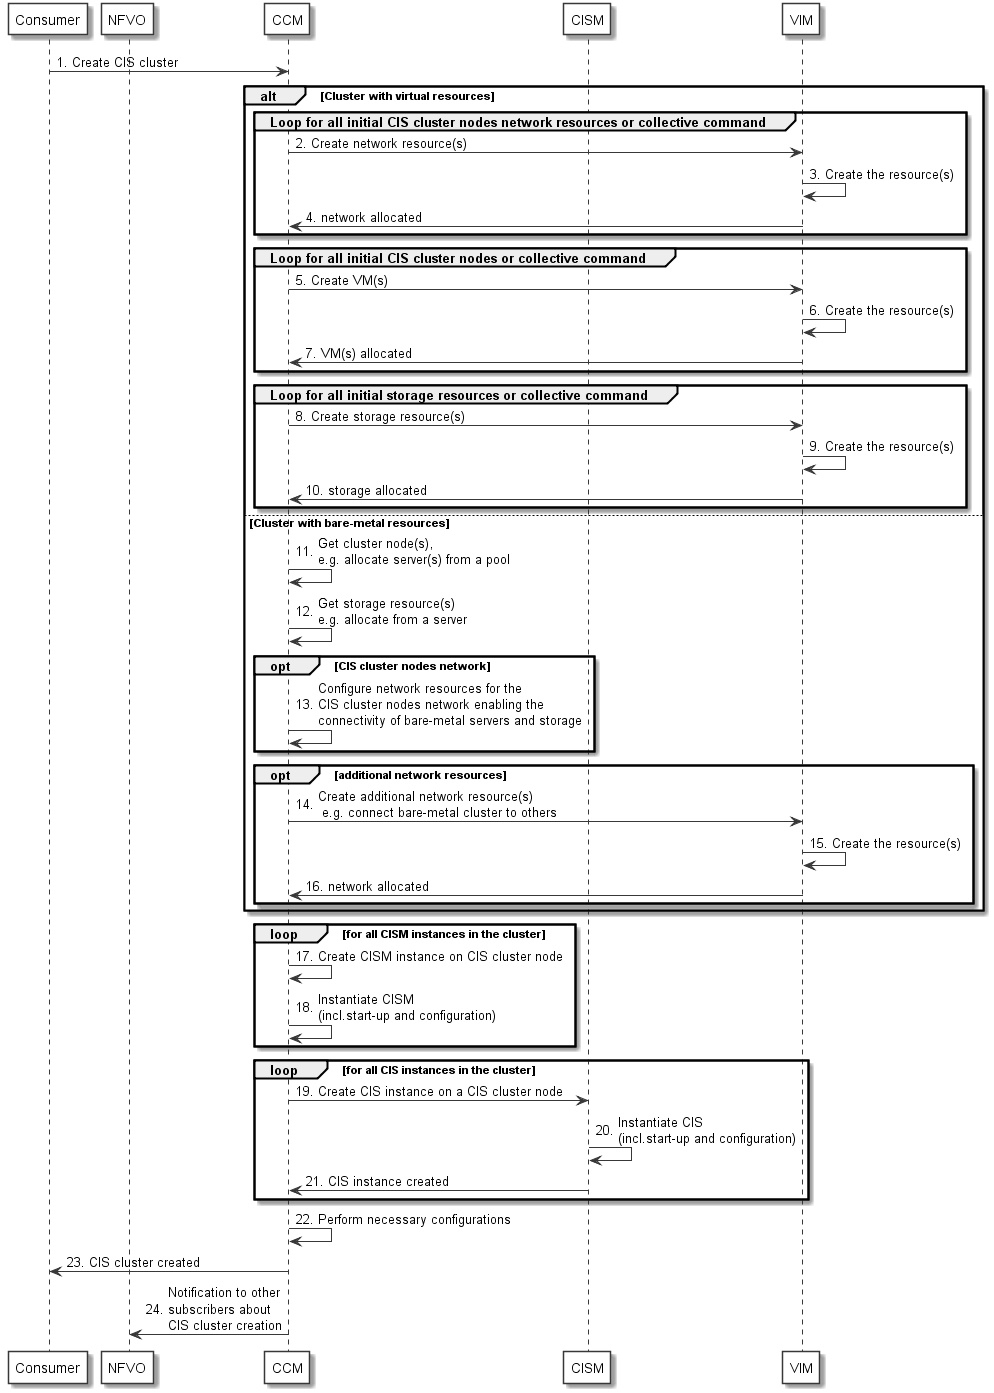 Consumer NFVO CCM CISM VIM
1. Create CIS cluster
alt [Cluster with virtual resources]
Loop for all initial CIS cluster nodes network resources or collective command
2. Create network resource(s)
3. Create the resource(s)
4. network allocated
Loop for all initial CIS cluster nodes or collective command
5. Create VM(s)
6. Create the resource(s)
7. VM(s) allocated
Loop for all initial storage resources or collective command
8. Create storage resource(s)
9. Create the resource(s)
10. storage allocated
[Cluster with bare-metal resources]
11. Get cluster node(s),
e.g. allocate server(s) from a pool
12. Get storage resource(s)
e.g. allocate from a server
opt [CIS cluster nodes network]
Configure network resources for the
13. CIS cluster nodes network enabling the
connectivity of bare-metal servers and storage
opt [additional network resources]
14. Create additional network resource(s)
e.g. connect bare-metal cluster to others
15. Create the resource(s)
16. network allocated
loop [for all CISM instances in the cluster]
17. Create CISM instance on CIS cluster node
18. Instantiate CISM
(incl.start-up and configuration)
loop [for all CIS instances in the cluster]
19. Create CIS instance on a CIS cluster node
20. Instantiate CIS
(incl.start-up and configuration)
21. CIS instance created
22. Perform necessary configurations
23. CIS cluster created
Notification to other
24. subscribers about
CIS cluster creation
Consumer NFVO CCM CISM VIM